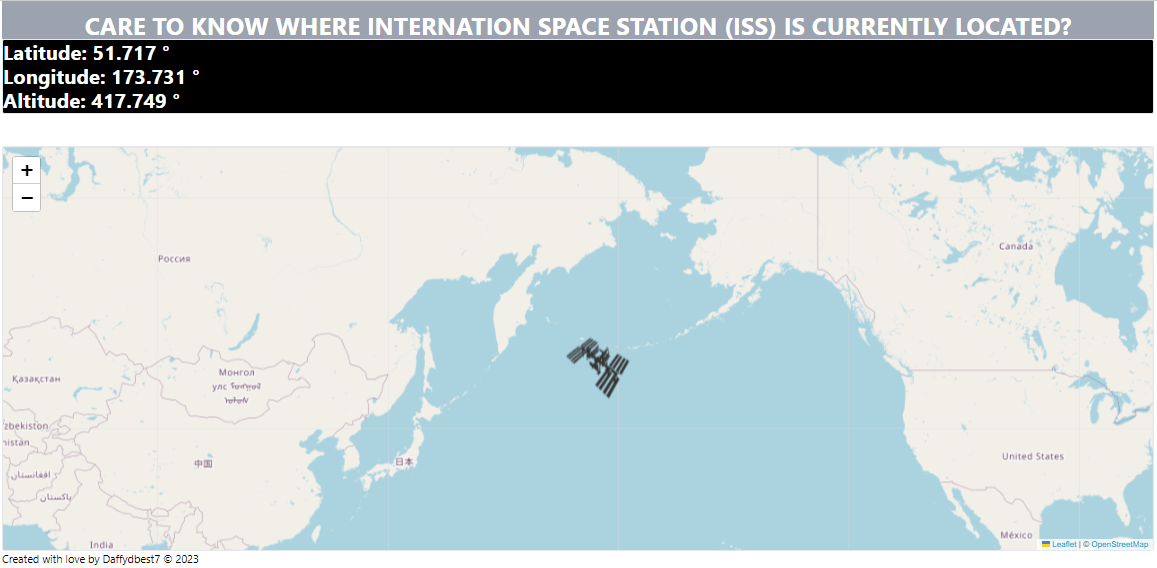 CARE TO KNOW WHERE INTERNATION SPACE STATION (ISS) IS CURRENTLY LOCATED?
Latitude: 51.717 °
Longitude: 173.731 °
Altitude: 417.749 °
+
−
Canada
Россия
Монгол
улс
Қазақстан
zbekiston
nistan
United States
中国
日本
افغانستان
پاکستان
México
India
Leaflet | © OpenStreetMap
Created with love by Daffydbest7 © 2023